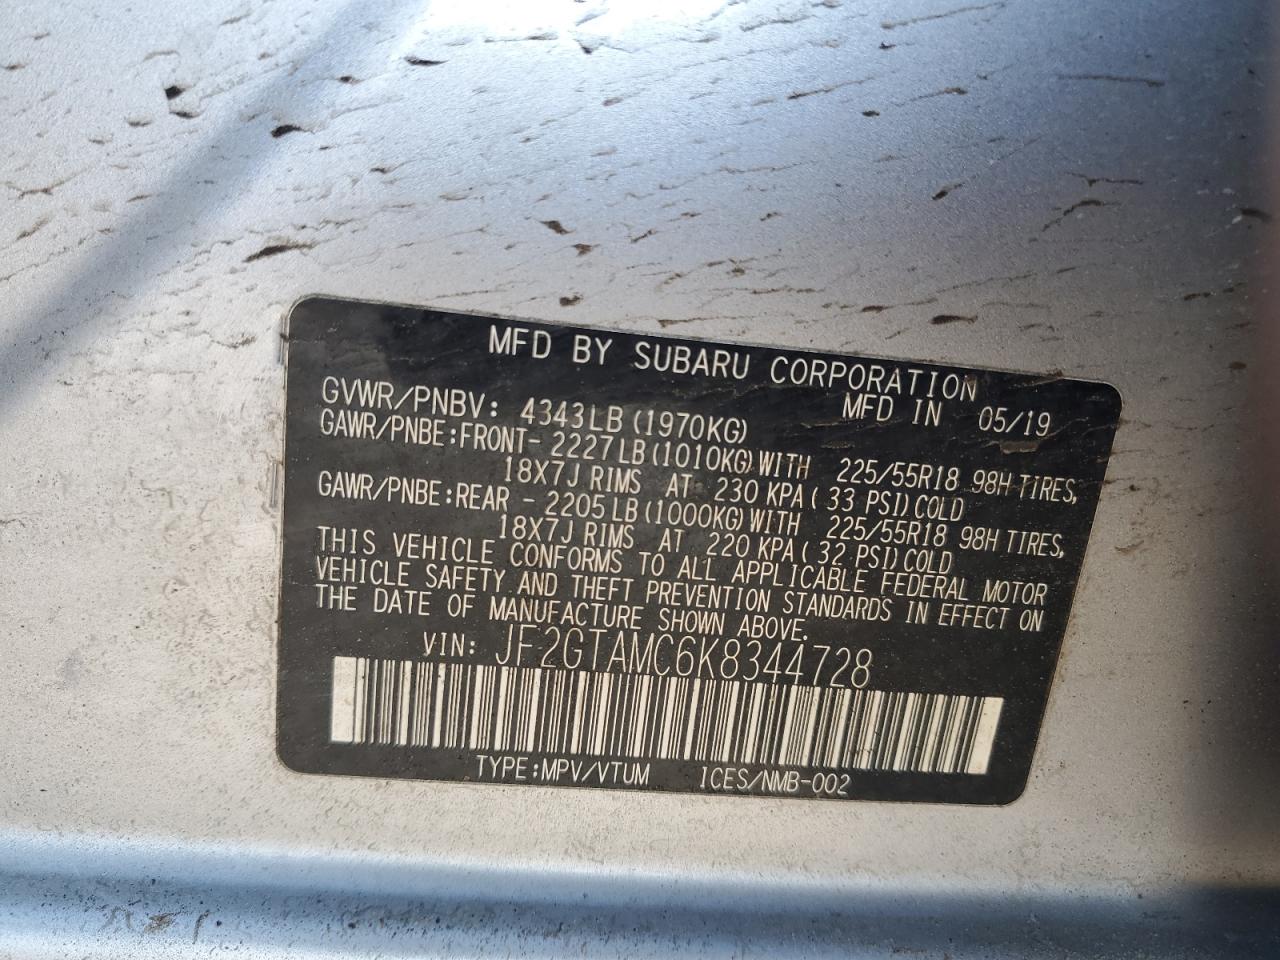 MFD BY SUBARU CORPORATION
GVWR/PNBV: 4343LB (1970KG) MFD IN 05/19
GAWR/PNBE:FRONT- 2227LB(1010KG)WITH 225/55R18 98H TIRES,
18X7J RIMS AT 230 KPA( 33 PSI)COLD
GAWR/PNBE:REAR - 2205LB(1000KG)WITH 225/55R18 98H TIRES,
18X7J RIMS AT 220 KPA( 32 PSI)COLD
THIS VEHICLE CONFORMS TO ALL APPLICABLE FEDERAL MOTOR
VEHICLE SAFETY AND THEFT PREVENTION STANDARDS IN EFFECT ON
THE DATE OF MANUFACTURE SHOWN ABOVE.
VIN: JF2GTAMC6K8344728
TYPE:MPV/VTUM ICES/NMB-002